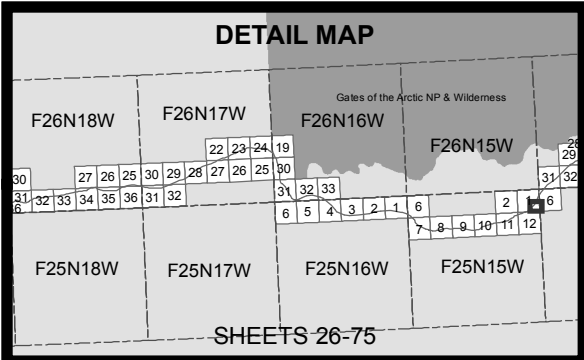 DETAIL MAP
Gates of the Arctic NP & Wilderness
F26N18W
F26N17W
F26N16W
F26N15W
22 23 24 19
28
29
30
27 26 25 30 29 28 27 26 25 30
31 32
31 32 33
31 32 33 34 35 36 31 32
6
2 1 6
6 5 4 3 2 1 6
7 8 9 10 11 12
F25N18W
F25N17W
F25N16W
F25N15W
SHEETS 26-75